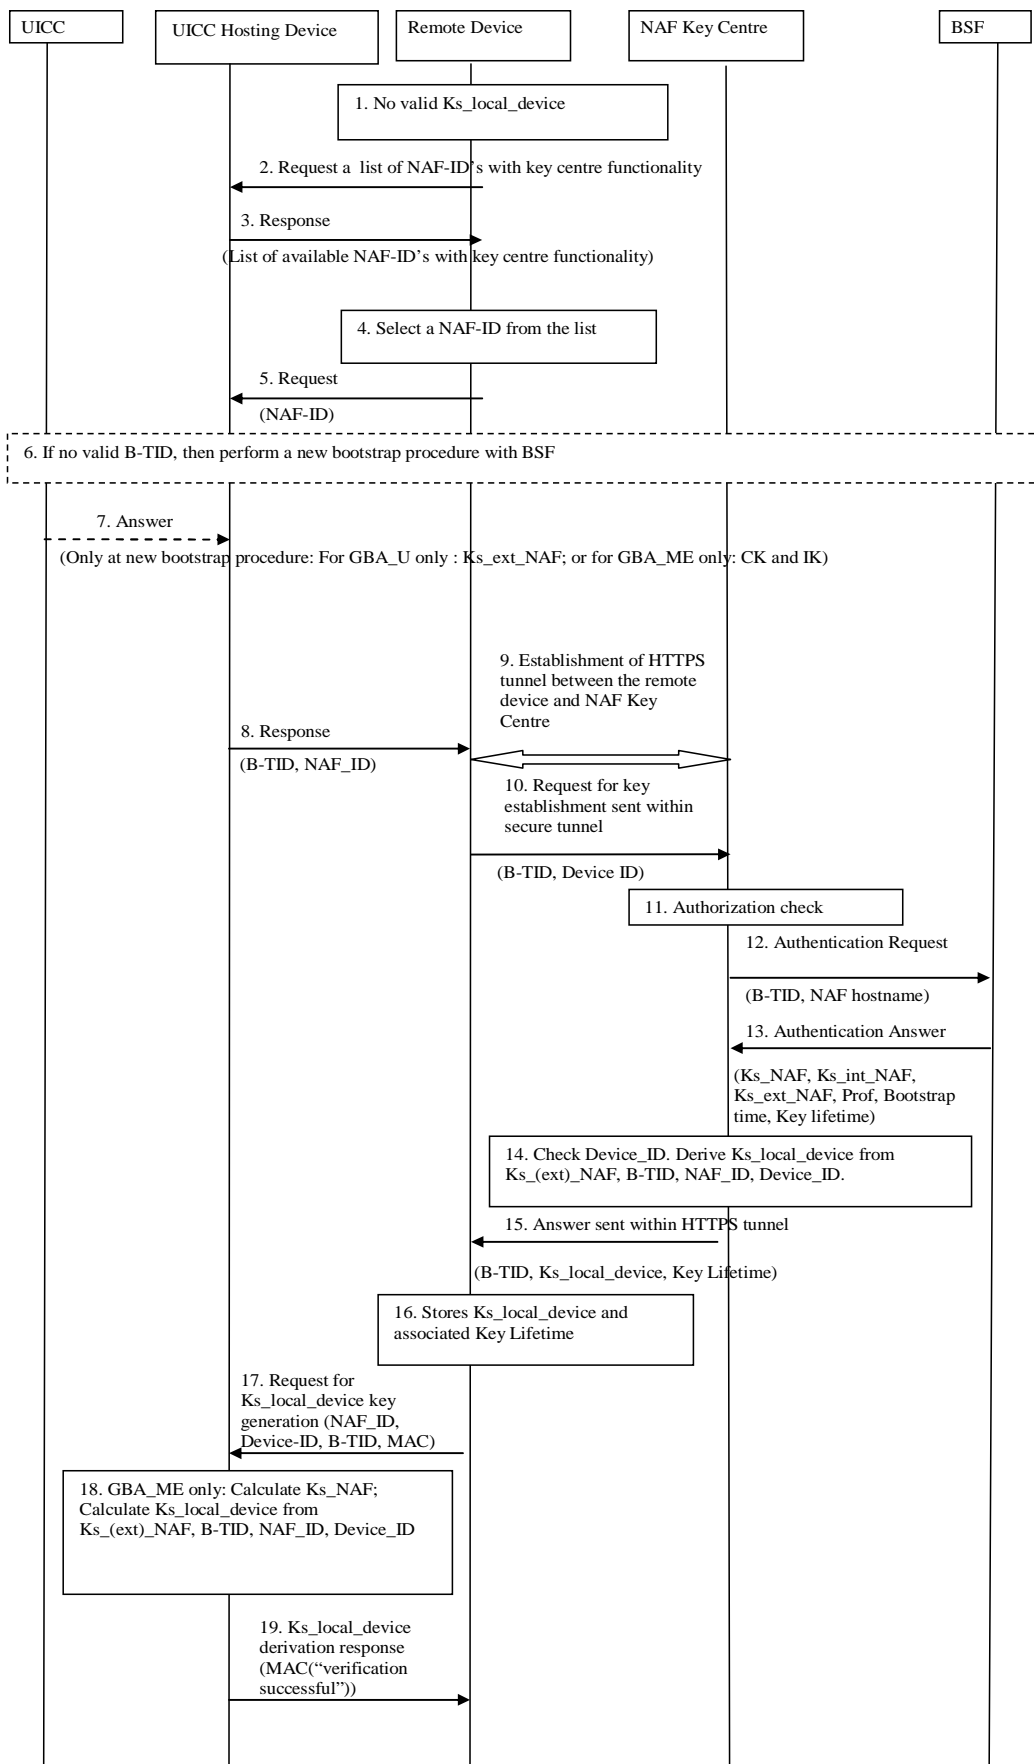 UICC
UICC Hosting Device
Remote Device
NAF Key Centre
BSF
1. No valid Ks_local_device
2. Request a list of NAF-ID's with key centre functionality
3. Response
(List of available NAF-ID's with key centre functionality)
4. Select a NAF-ID from the list
5. Request
(NAF-ID)
6. If no valid B-TID, then perform a new bootstrap procedure with BSF
7. Answer
(Only at new bootstrap procedure: For GBA_U only : Ks_ext_NAF; or for GBA_ME only: CK and IK)
9. Establishment of HTTPS
tunnel between the remote
device and NAF Key
Centre
8. Response
(B-TID, NAF_ID)
10. Request for key
establishment sent within
secure tunnel
(B-TID, Device ID)
11. Authorization check
12. Authentication Request
(B-TID, NAF hostname)
13. Authentication Answer
(Ks_NAF, Ks_int_NAF,
Ks_ext_NAF, Prof, Bootstrap
time, Key lifetime)
14. Check Device_ID. Derive Ks_local_device from
Ks_(ext)_NAF, B-TID, NAF_ID, Device_ID.
15. Answer sent within HTTPS tunnel
(B-TID, Ks_local_device, Key Lifetime)
16. Stores Ks_local_device and
associated Key Lifetime
17. Request for
Ks_local_device key
generation (NAF_ID,
Device-ID, B-TID, MAC)
18. GBA_ME only: Calculate Ks_NAF;
Calculate Ks_local_device from
Ks_(ext)_NAF, B-TID, NAF_ID, Device_ID
19. Ks_local_device
derivation response
(MAC(“verification
successful”))